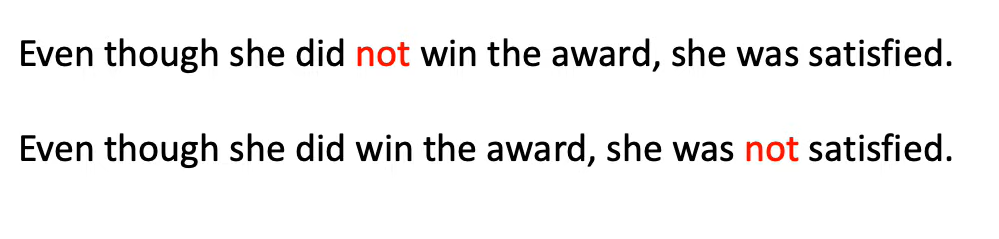 Even though she did not win the award, she was satisfied.
Even though she did win the award, she was not satisfied.